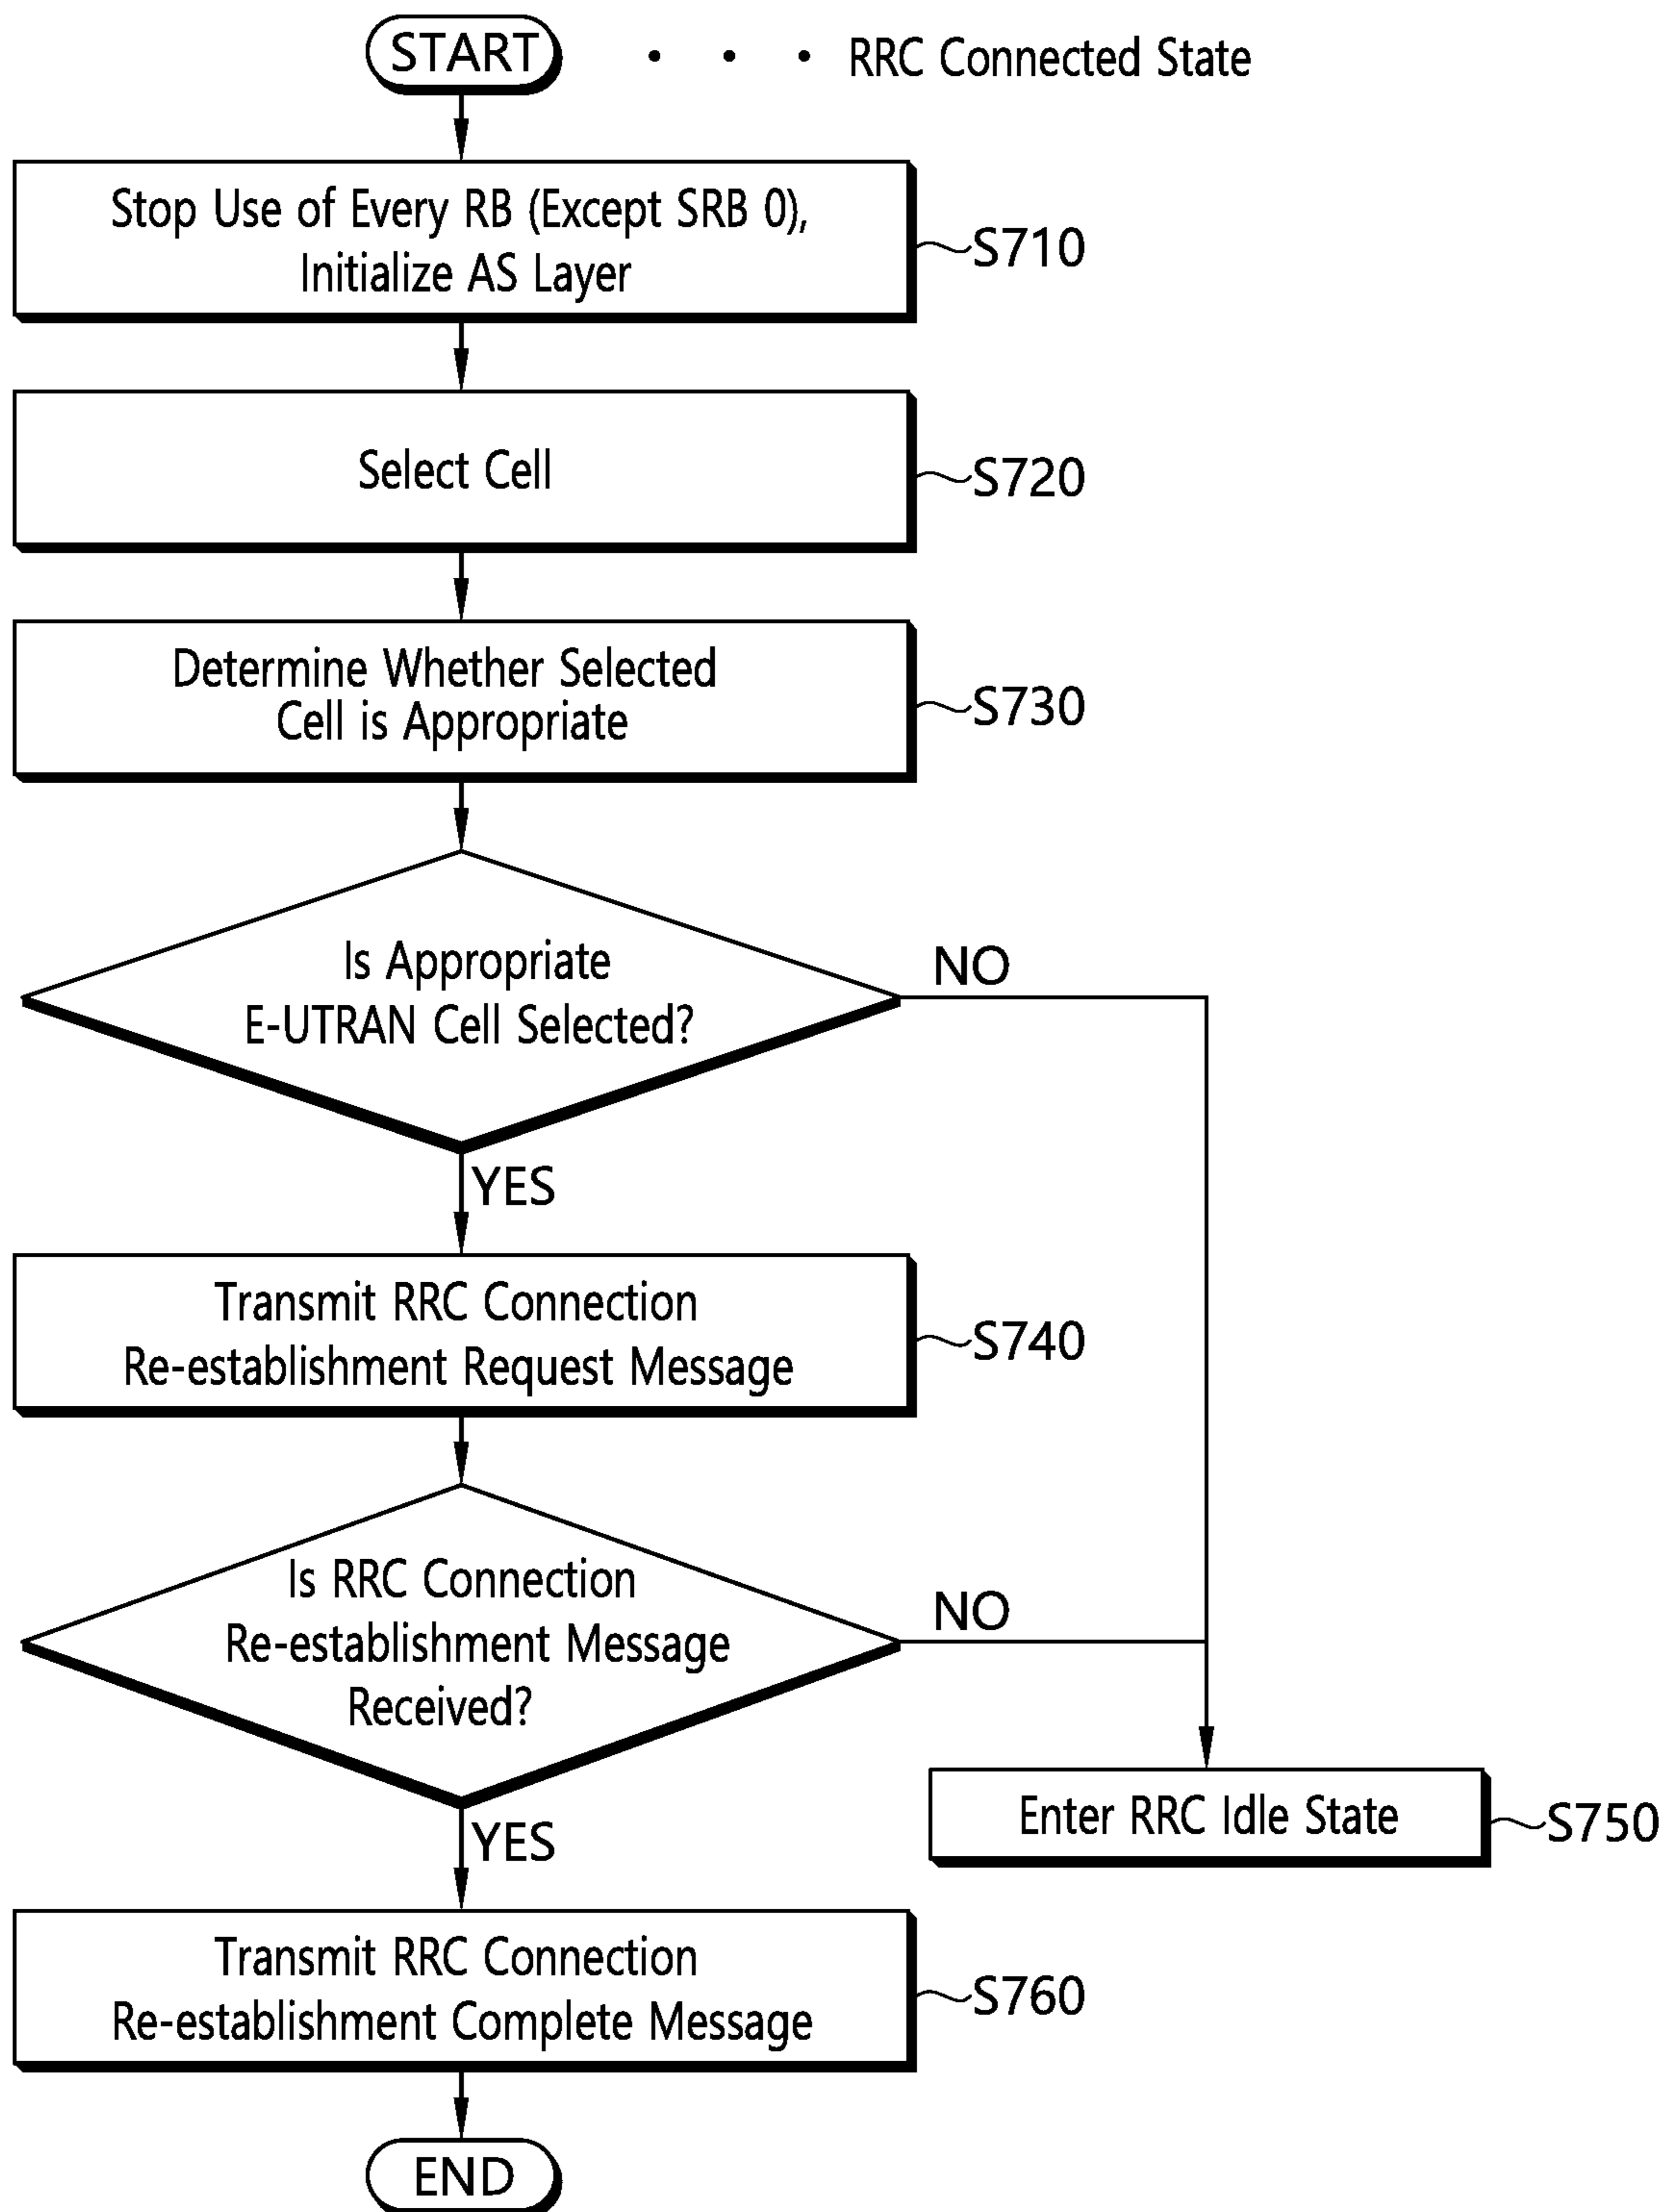 START
· · · RRC Connected State
Stop Use of Every RB (Except SRB 0),
Initialize AS Layer
S710
Select Cell
S720
Determine Whether Selected
Cell is Appropriate
S730
Is Appropriate
E-UTRAN Cell Selected?
NO
YES
Transmit RRC Connection
Re-establishment Request Message
S740
Is RRC Connection
Re-establishment Message
Received?
NO
YES
Enter RRC Idle State
S750
Transmit RRC Connection
Re-establishment Complete Message
S760
END